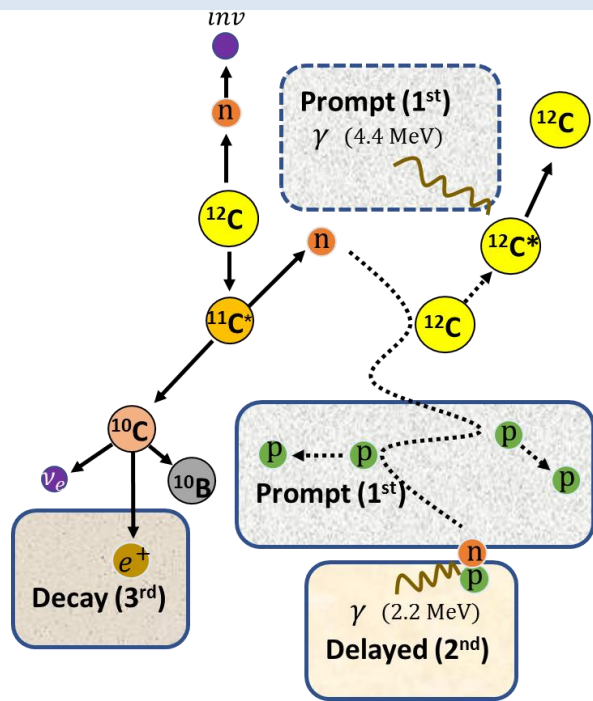 inv
n
Prompt (1ˢᵗ)
γ (4.4 MeV)
¹²C
¹²C
¹²C*
n
¹¹C*
¹²C
¹⁰C
p
p
p
p
νₑ
¹⁰B
Prompt (1ˢᵗ)
e⁺
n
p
Decay (3ʳᵈ)
γ (2.2 MeV)
Delayed (2ⁿᵈ)